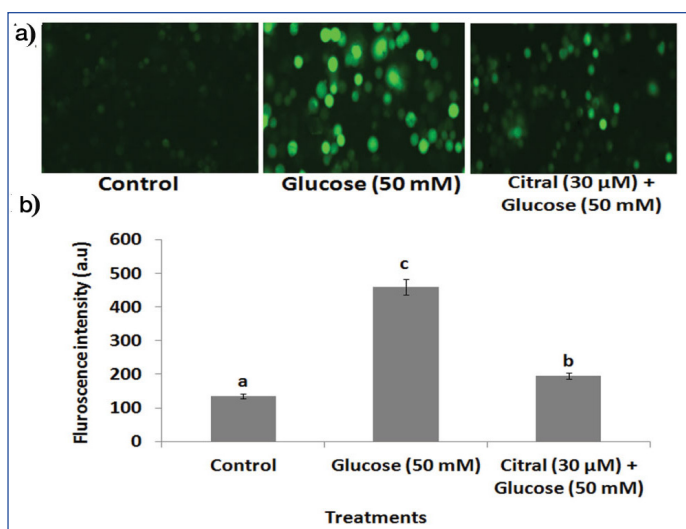 a)
Control
Glucose (50 mM)
Citral (30 µM) +
Glucose (50 mM)
b)
600
500
400
300
200
100
0
Fluroscence intensity (a.u)
a
c
b
Control
Glucose (50 mM)
Citral (30 µM) +
Glucose (50 mM)
Treatments